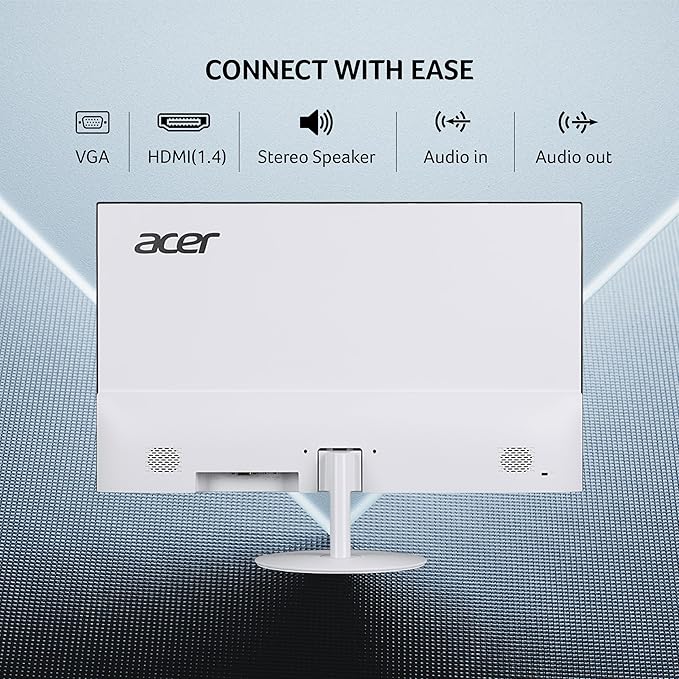 CONNECT WITH EASE
VGA
HDMI(1.4)
Stereo Speaker
Audio in
Audio out
acer